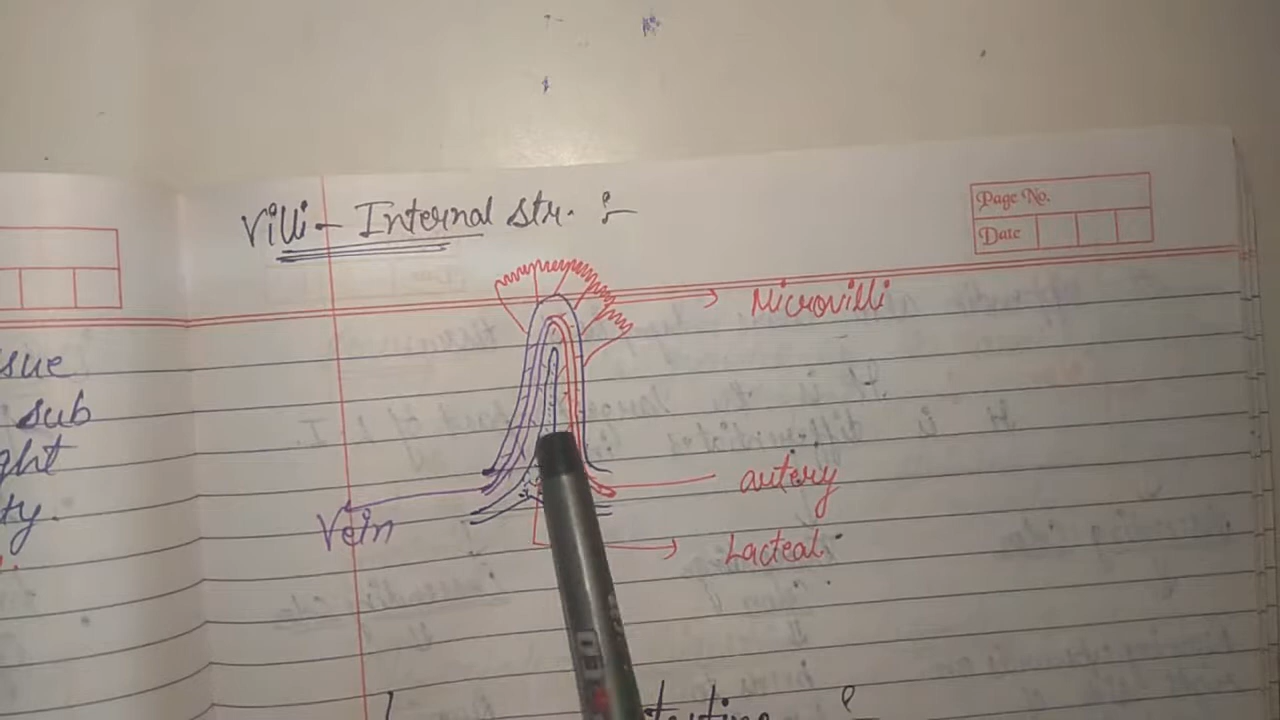 Page No.
Date
Villi - Internal str. :-
Microvilli
sue
sub
ght
ty.
artery
Vein
Lacteal